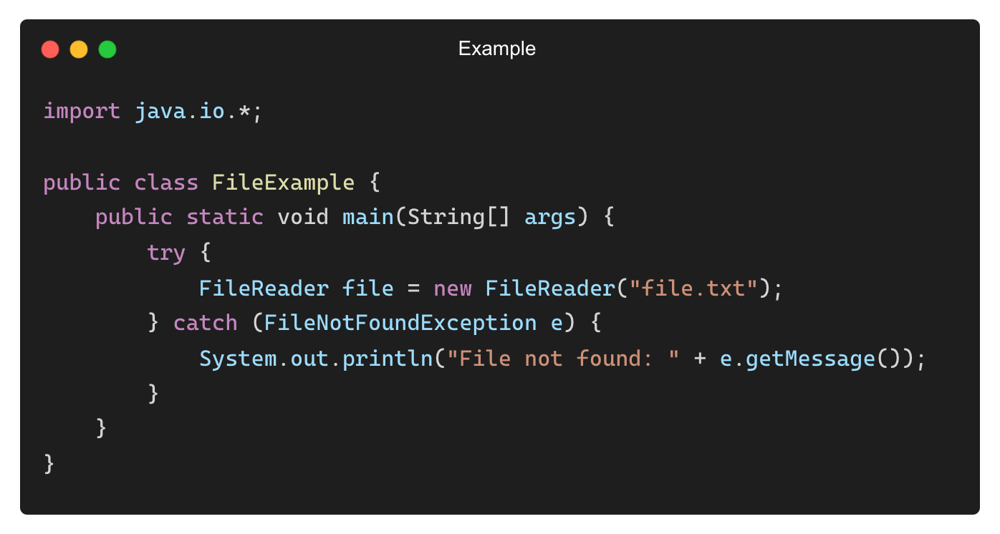 Example
import java.io.*;
public class FileExample {
    public static void main(String[] args) {
        try {
            FileReader file = new FileReader("file.txt");
        } catch (FileNotFoundException e) {
            System.out.println("File not found: " + e.getMessage());
        }
    }
}